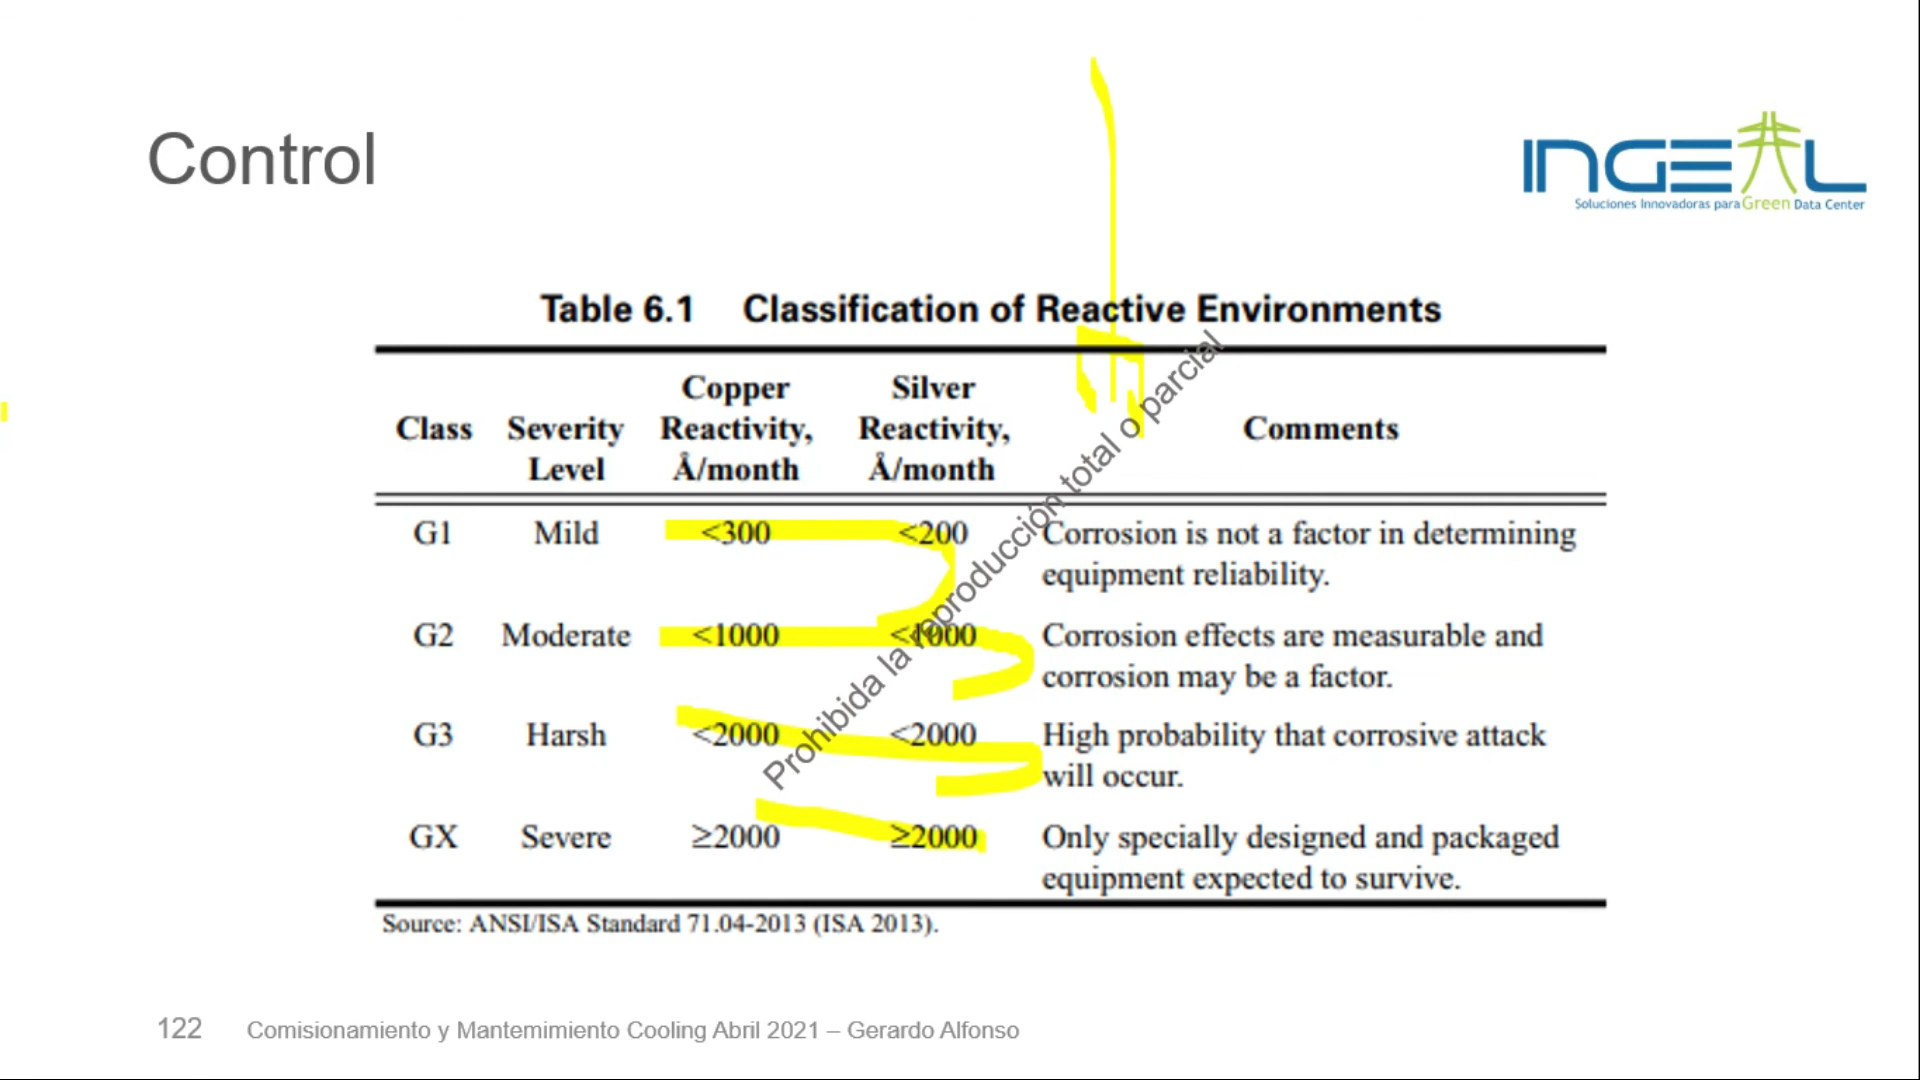 Control
INGEAL
Soluciones Innovadoras para Green Data Center
Table 6.1 Classification of Reactive Environments
Class Severity Level Copper Reactivity, Å/month Silver Reactivity, Å/month Comments
G1 Mild <300 <200 Corrosion is not a factor in determining
equipment reliability.
G2 Moderate <1000 <1000 Corrosion effects are measurable and
corrosion may be a factor.
G3 Harsh <2000 <2000 High probability that corrosive attack
will occur.
GX Severe ≥2000 ≥2000 Only specially designed and packaged
equipment expected to survive.
Source: ANSI/ISA Standard 71.04-2013 (ISA 2013).
Prohibida la reproducción total o parcial
122 Comisionamiento y Mantemimiento Cooling Abril 2021 – Gerardo Alfonso